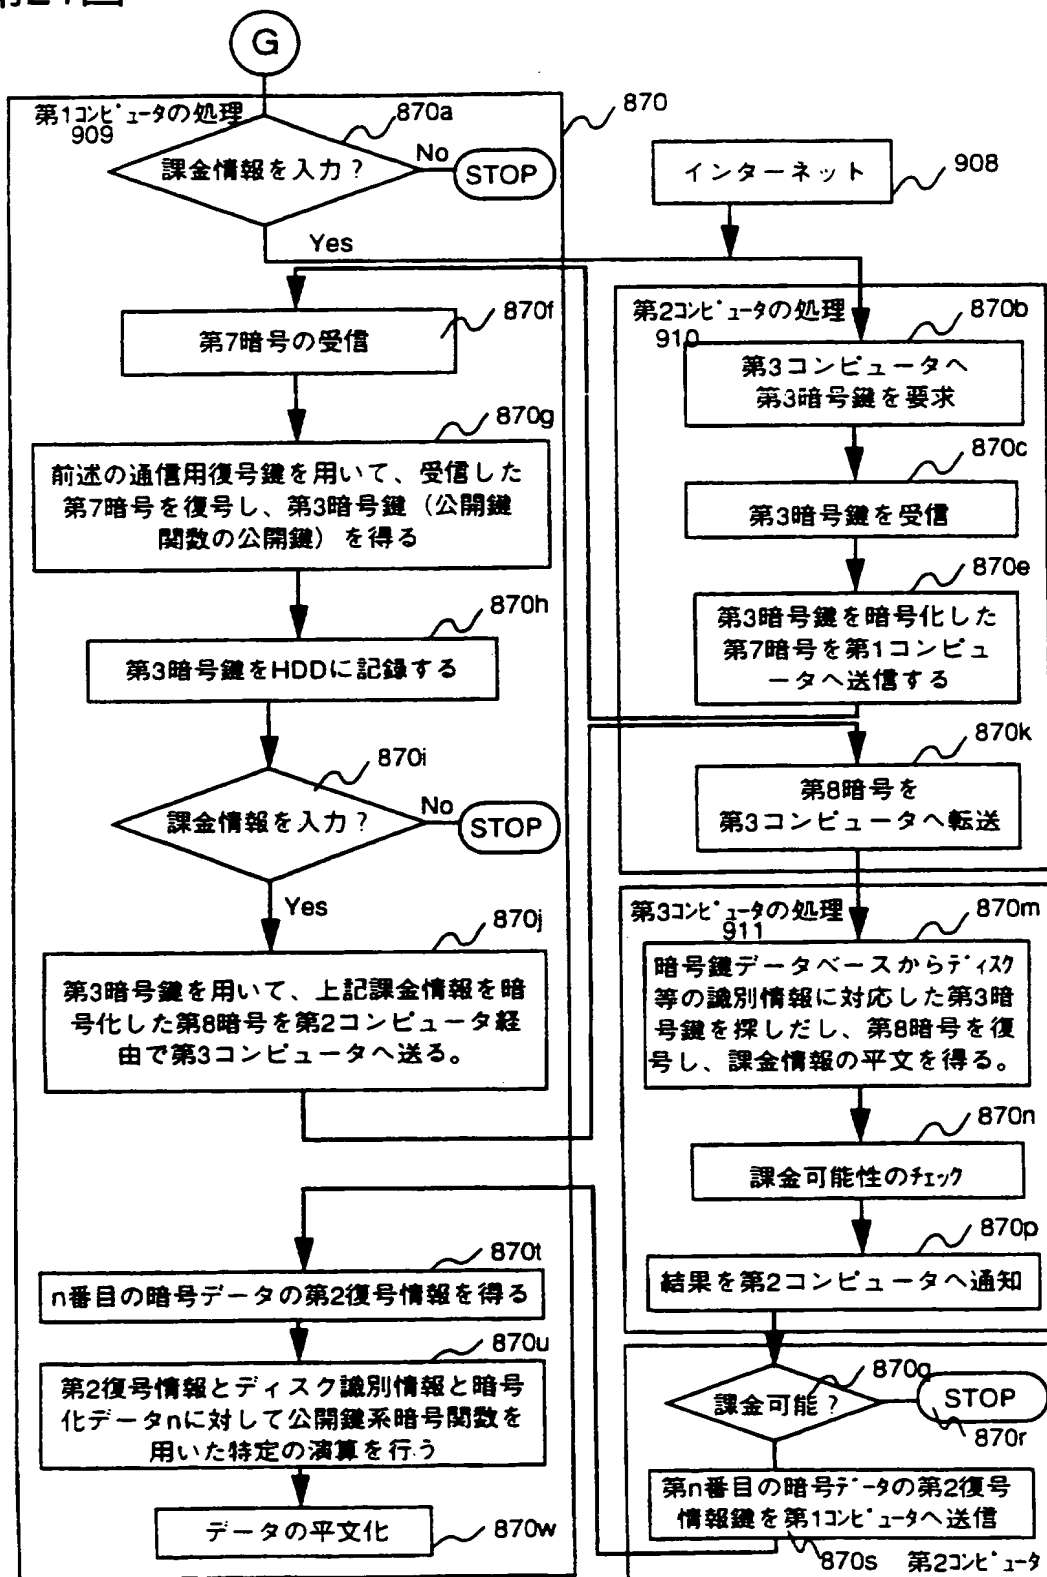 第21図
G
第1コンピュータの処理
909
870a
870
課金情報を入力？
No
STOP
Yes
インターネット
908
870f
第7暗号の受信
870g
前述の通信用復号鍵を用いて、受信した
第7暗号を復号し、第3暗号鍵（公開鍵
関数の公開鍵）を得る
870h
第3暗号鍵をHDDに記録する
870i
課金情報を入力？
No
STOP
Yes
870j
第3暗号鍵を用いて、上記課金情報を暗
号化した第8暗号を第2コンピュータ経
由で第3コンピュータへ送る。
870t
n番目の暗号データの第2復号情報を得る
870u
第2復号情報とディスク識別情報と暗号
化データnに対して公開鍵系暗号関数を
用いた特定の演算を行う
データの平文化
870w
第2コンピュータの処理
910
870b
第3コンピュータへ
第3暗号鍵を要求
870c
第3暗号鍵を受信
870e
第3暗号鍵を暗号化した
第7暗号を第1コンピュ
ータへ送信する
870k
第8暗号を
第3コンピュータへ転送
第3コンピュータの処理
911
870m
暗号鍵データベースからディスク
等の識別情報に対応した第3暗
号鍵を探しだし、第8暗号を復
号し、課金情報の平文を得る。
870n
課金可能性のチェック
870p
結果を第2コンピュータへ通知
870q
課金可能？
STOP
870r
第n番目の暗号データの第2復号
情報鍵を第1コンピュータへ送信
870s
第2コンピュータ